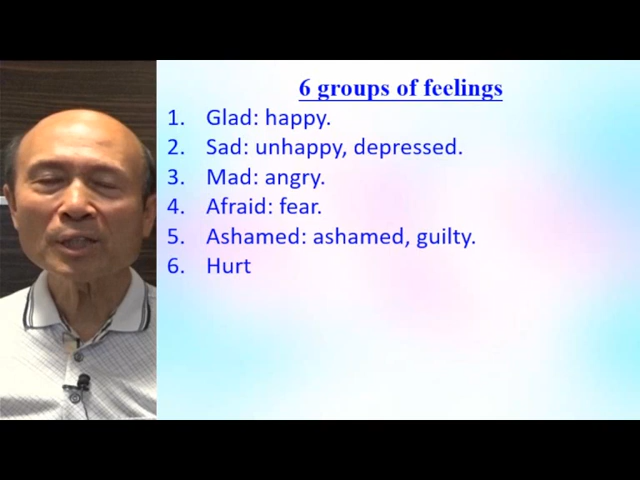 6 groups of feelings
1. Glad: happy.
2. Sad: unhappy, depressed.
3. Mad: angry.
4. Afraid: fear.
5. Ashamed: ashamed, guilty.
6. Hurt